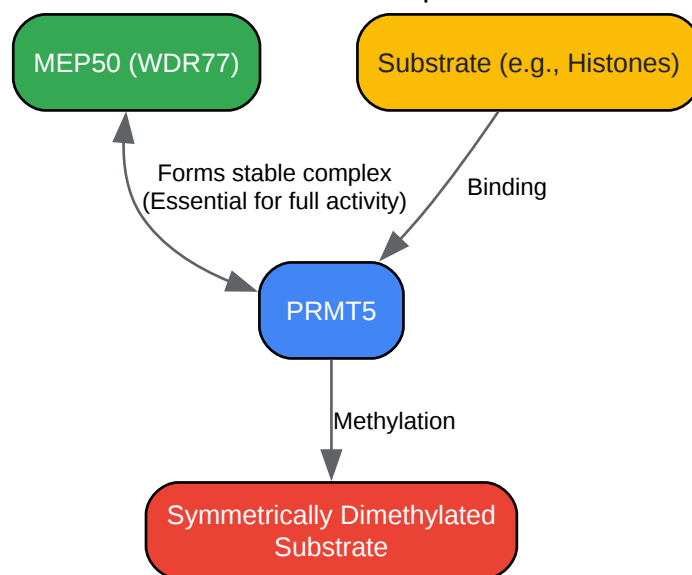 MEP50 (WDR77)
Substrate (e.g., Histones)
Forms stable complex
(Essential for full activity)
Binding
PRMT5
Methylation
Symmetrically Dimethylated
Substrate